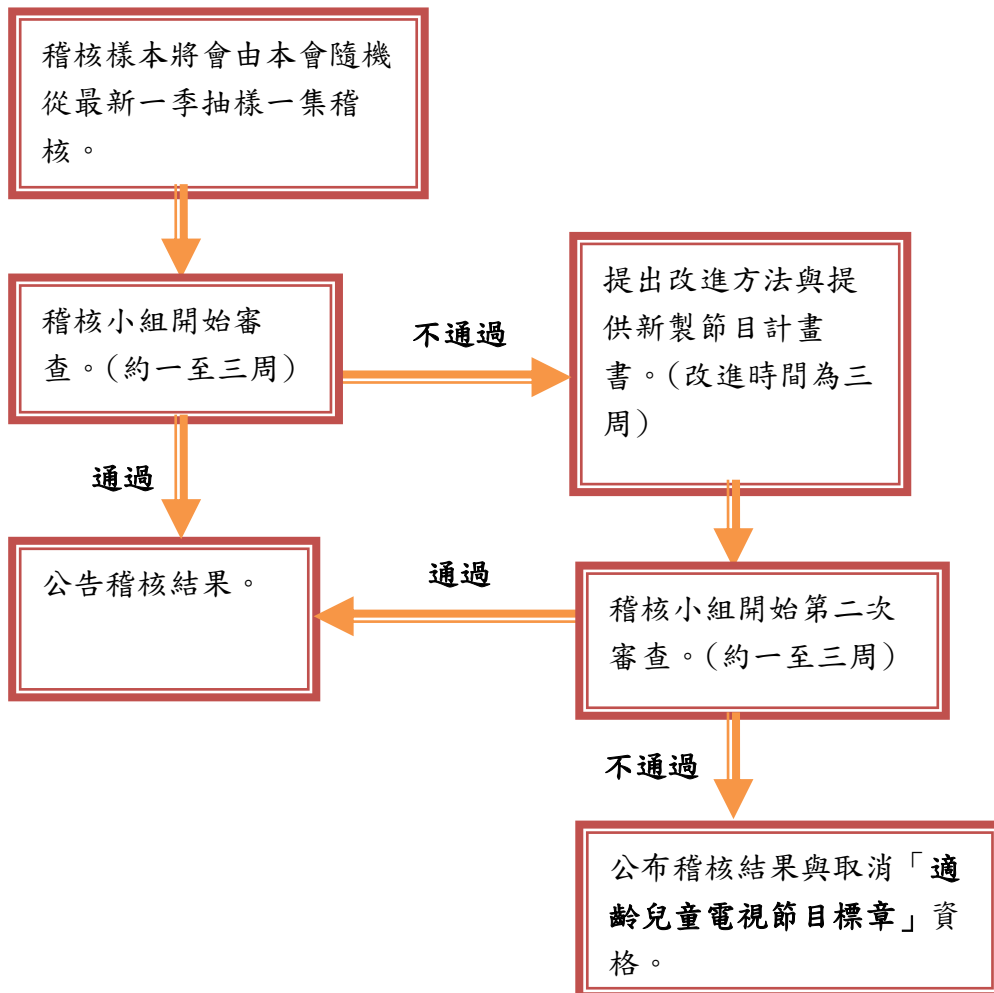 稽核樣本將會由本會隨機
從最新一季抽樣一集稽
核。
稽核小組開始審
查。(約一至三周)
不通過
提出改進方法與提
供新製節目計畫
書。(改進時間為三
周)
通過
公告稽核結果。
通過
稽核小組開始第二次
審查。(約一至三周)
不通過
公布稽核結果與取消「適
齡兒童電視節目標章」資
格。